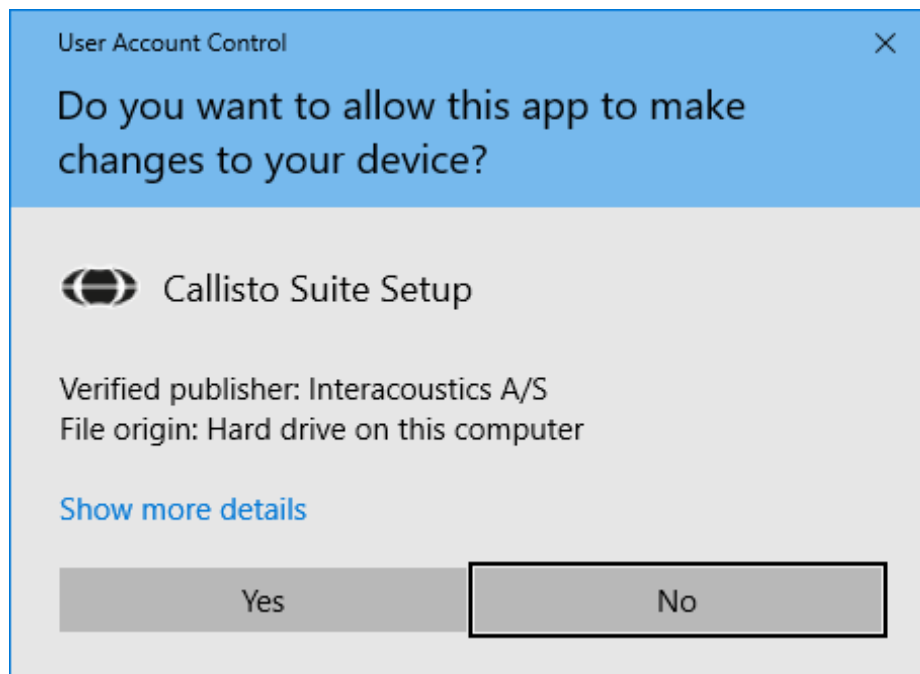 User Account Control
Do you want to allow this app to make
changes to your device?
Callisto Suite Setup
Verified publisher: Interacoustics A/S
File origin: Hard drive on this computer
Show more details
Yes No